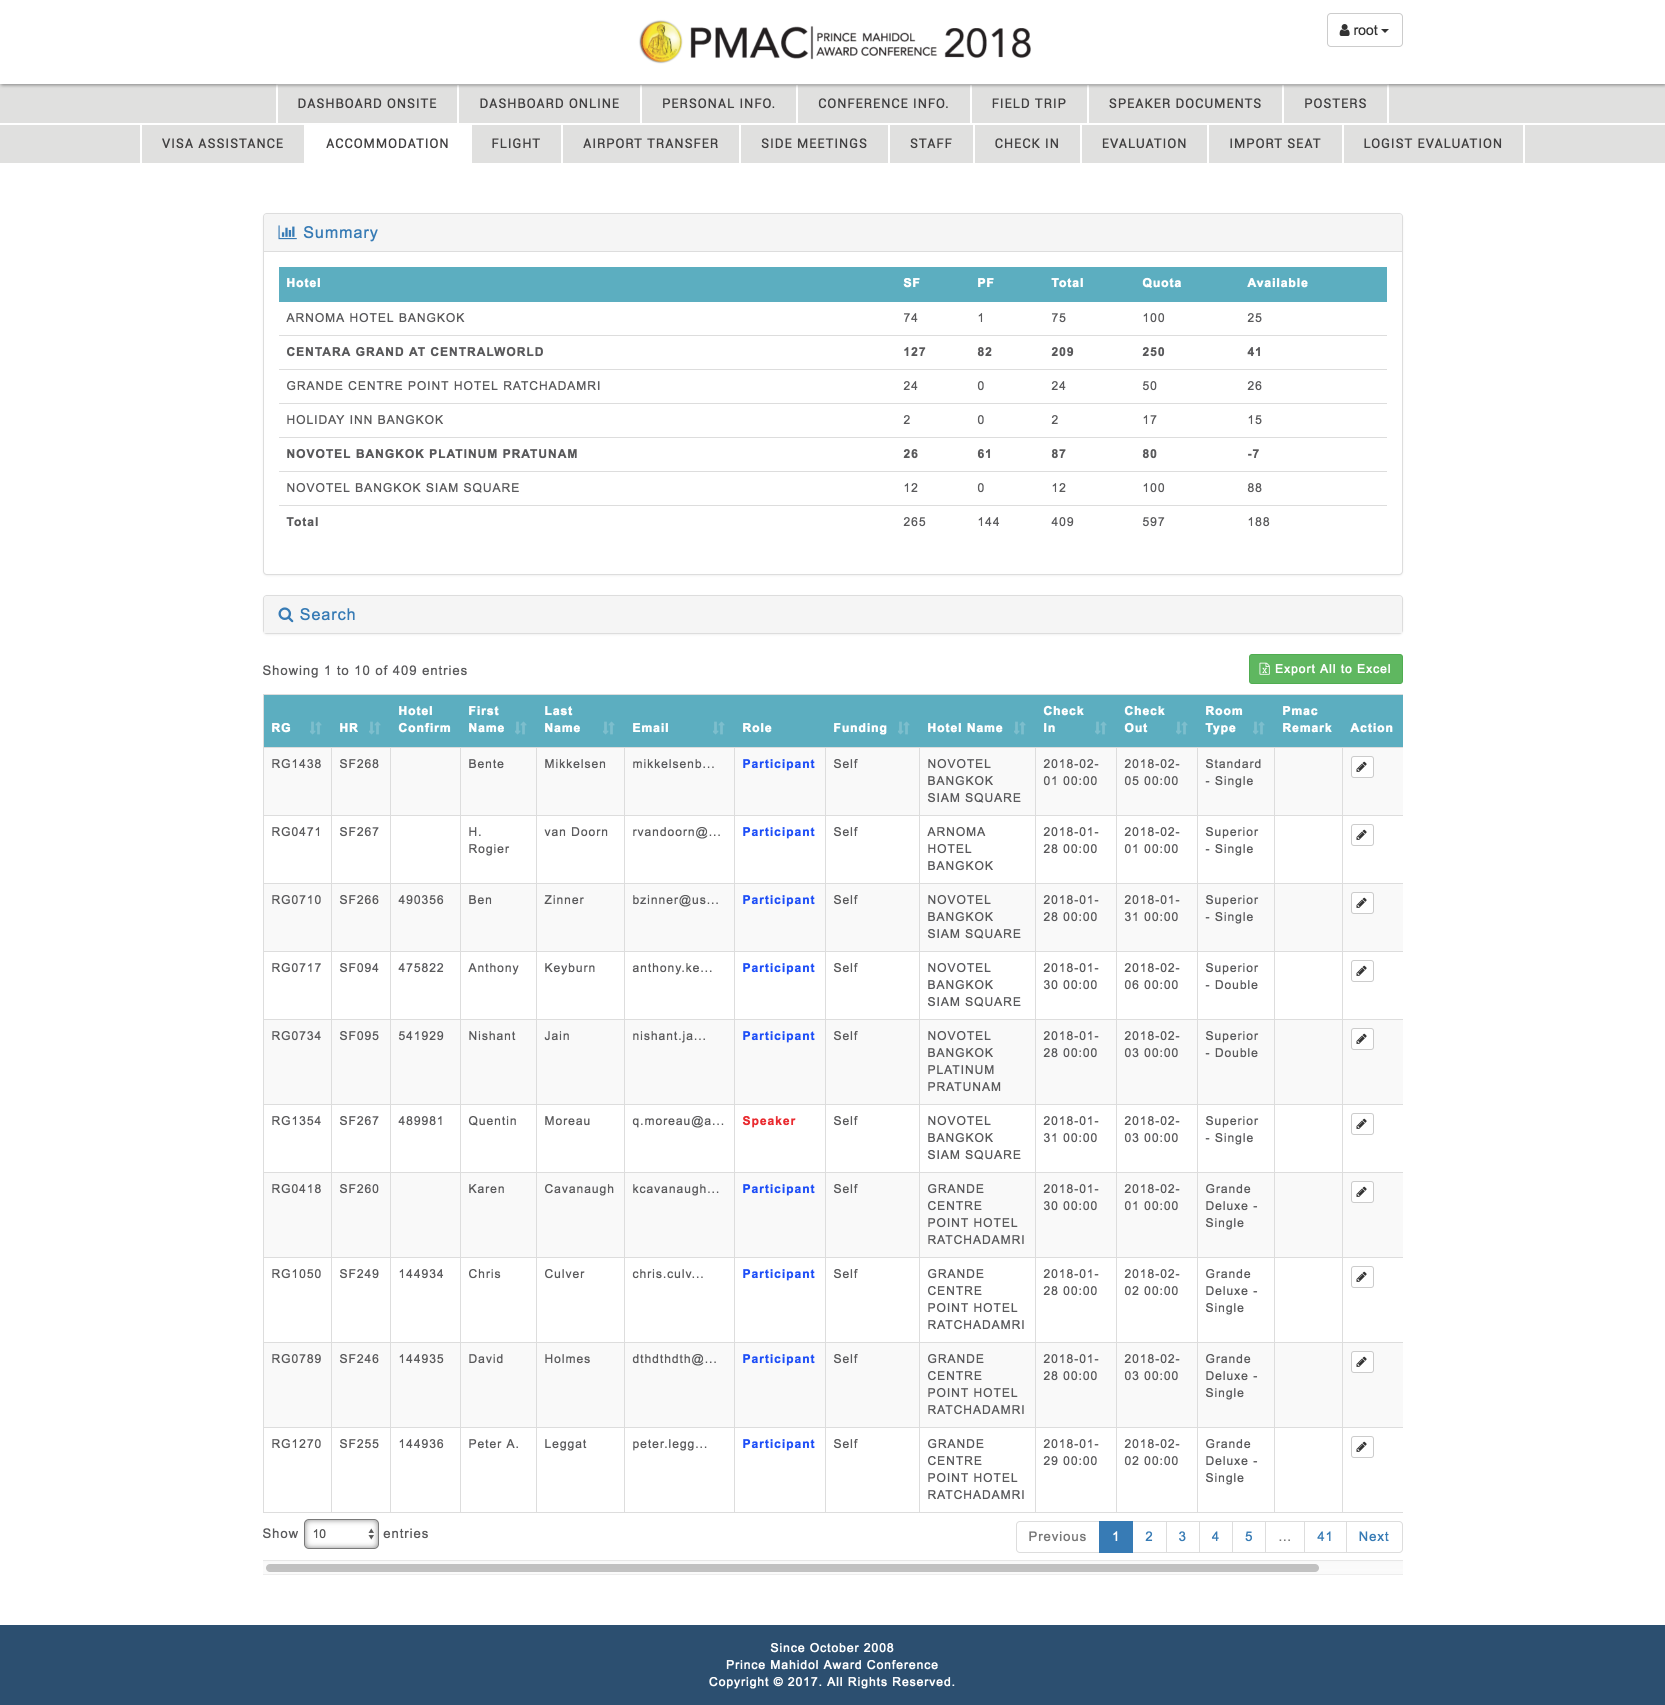 PMAC PRINCE MAHIDOL AWARD CONFERENCE 2018
root
DASHBOARD ONSITE DASHBOARD ONLINE PERSONAL INFO. CONFERENCE INFO. FIELD TRIP SPEAKER DOCUMENTS POSTERS
VISA ASSISTANCE ACCOMMODATION FLIGHT AIRPORT TRANSFER SIDE MEETINGS STAFF CHECK IN EVALUATION IMPORT SEAT LOGIST EVALUATION
Summary
Hotel SF PF Total Quota Available
ARNOMA HOTEL BANGKOK 74 1 75 100 25
CENTARA GRAND AT CENTRALWORLD 127 82 209 250 41
GRANDE CENTRE POINT HOTEL RATCHADAMRI 24 0 24 50 26
HOLIDAY INN BANGKOK 2 0 2 17 15
NOVOTEL BANGKOK PLATINUM PRATUNAM 26 61 87 80 -7
NOVOTEL BANGKOK SIAM SQUARE 12 0 12 100 88
Total 265 144 409 597 188
Search
Showing 1 to 10 of 409 entries
Export All to Excel
RG HR Hotel Confirm First Name Last Name Email Role Funding Hotel Name Check In Check Out Room Type Pmac Remark Action
RG1438 SF268 Bente Mikkelsen mikkelsenb... Participant Self NOVOTEL BANGKOK SIAM SQUARE 2018-02-01 00:00 2018-02-05 00:00 Standard - Single
RG0471 SF267 H. Rogier van Doorn rvandoorn@... Participant Self ARNOMA HOTEL BANGKOK 2018-01-28 00:00 2018-02-01 00:00 Superior - Single
RG0710 SF266 490356 Ben Zinner bzinner@us... Participant Self NOVOTEL BANGKOK SIAM SQUARE 2018-01-28 00:00 2018-01-31 00:00 Superior - Single
RG0717 SF094 475822 Anthony Keyburn anthony.ke... Participant Self NOVOTEL BANGKOK SIAM SQUARE 2018-01-30 00:00 2018-02-06 00:00 Superior - Double
RG0734 SF095 541929 Nishant Jain nishant.ja... Participant Self NOVOTEL BANGKOK PLATINUM PRATUNAM 2018-01-28 00:00 2018-02-03 00:00 Superior - Double
RG1354 SF267 489981 Quentin Moreau q.moreau@a... Speaker Self NOVOTEL BANGKOK SIAM SQUARE 2018-01-31 00:00 2018-02-03 00:00 Superior - Single
RG0418 SF260 Karen Cavanaugh kcavanaugh... Participant Self GRANDE CENTRE POINT HOTEL RATCHADAMRI 2018-01-30 00:00 2018-02-01 00:00 Grande Deluxe - Single
RG1050 SF249 144934 Chris Culver chris.culv... Participant Self GRANDE CENTRE POINT HOTEL RATCHADAMRI 2018-01-28 00:00 2018-02-02 00:00 Grande Deluxe - Single
RG0789 SF246 144935 David Holmes dthdthdth@... Participant Self GRANDE CENTRE POINT HOTEL RATCHADAMRI 2018-01-28 00:00 2018-02-03 00:00 Grande Deluxe - Single
RG1270 SF255 144936 Peter A. Leggat peter.legg... Participant Self GRANDE CENTRE POINT HOTEL RATCHADAMRI 2018-01-29 00:00 2018-02-02 00:00 Grande Deluxe - Single
Show 10 entries
Previous 1 2 3 4 5 ... 41 Next
Since October 2008
Prince Mahidol Award Conference
Copyright © 2017. All Rights Reserved.